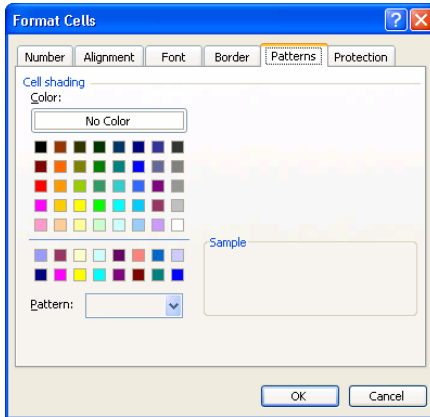 Format Cells
Number Alignment Font Border Patterns Protection
Cell shading
Color:
No Color
Sample
Pattern:
OK Cancel